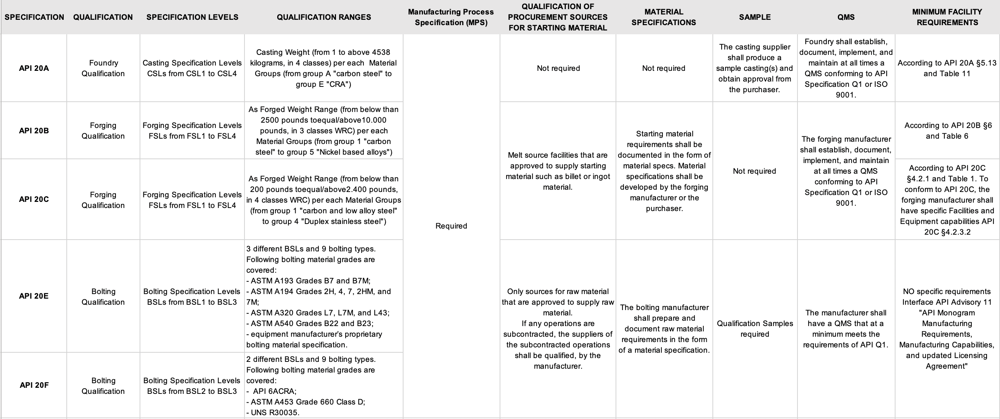 SPECIFICATION
QUALIFICATION
SPECIFICATION LEVELS
QUALIFICATION RANGES
Manufacturing Process
Specification (MPS)
QUALIFICATION OF
PROCUREMENT SOURCES
FOR STARTING MATERIAL
MATERIAL
SPECIFICATIONS
SAMPLE
QMS
MINIMUM FACILITY
REQUIREMENTS
API 20A
Foundry
Qualification
Casting Specification Levels
CSLs from CSL1 to CSL4
Casting Weight (from 1 to above 4538
kilograms, in 4 classes) per each  Material
Groups (from group A "carbon steel" to
group E "CRA")
Required
Not required
Not required
The casting supplier
shall produce a
sample casting(s) and
obtain approval from
the purchaser.
Foundry shall establish,
document, implement, and
maintain at all times a
QMS conforming to API
Specification Q1 or ISO
9001.
According to API 20A §5.13
and Table 11
API 20B
Forging
Qualification
Forging Specification Levels
FSLs from FSL1 to FSL4
As Forged Weight Range (from below than
2500 pounds toequal/above10.000
pounds, in 3 classes WRC) per each
Material Groups (from group 1 "carbon
steel" to group 5 "Nickel based alloys")
Melt source facilities that are
approved to supply starting
material such as billet or ingot
material.
Starting material
requirements shall be
documented in the form of
material specs. Material
specifications shall be
developed by the forging
manufacturer or the
purchaser.
Not required
The forging manufacturer
shall establish, document,
implement, and maintain
at all times a QMS
conforming to API
Specification Q1 or ISO
9001.
According to API 20B §6
and Table 6
API 20C
Forging
Qualification
Forging Specification Levels
FSLs from FSL1 to FSL4
As Forged Weight Range (from below than
200 pounds toequal/above2.400 pounds,
in 4 classes WRC) per each Material Groups
(from group 1 "carbon and low alloy steel"
to group 4 "Duplex stainless steel")
According to API 20C
§4.2.1 and Table 1. To
conform to API 20C, the
forging manufacturer shall
have specific Facilities and
Equipment capabilities API
20C §4.2.3.2
API 20E
Bolting
Qualification
Bolting Specification Levels
BSLs from BSL1 to BSL3
3 different BSLs and 9 bolting types.
Following bolting material grades are
covered:
- ASTM A193 Grades B7 and B7M;
- ASTM A194 Grades 2H, 4, 7, 2HM, and
7M;
- ASTM A320 Grades L7, L7M, and L43;
- ASTM A540 Grades B22 and B23;
- equipment manufacturer's proprietary
bolting material specification.
Only sources for raw material
that are approved to supply raw
material.
If any operations are
subcontracted, the suppliers of
the subcontracted operations
shall be qualified, by the
manufacturer.
The bolting manufacturer
shall prepare and
document raw material
requirements in the form
of a material specification.
Qualification Samples
required
The manufacturer shall
have a QMS that at a
minimum meets the
requirements of API Q1.
NO specific requirements
Interface API Advisory 11
"API Monogram
Manufacturing
Requirements,
Manufacturing Capabilities,
and updated Licensing
Agreement"
API 20F
Bolting
Qualification
Bolting Specification Levels
BSLs from BSL2 to BSL3
2 different BSLs and 9 bolting types.
Following bolting material grades are
covered:
-  API 6ACRA;
- ASTM A453 Grade 660 Class D;
- UNS R30035.